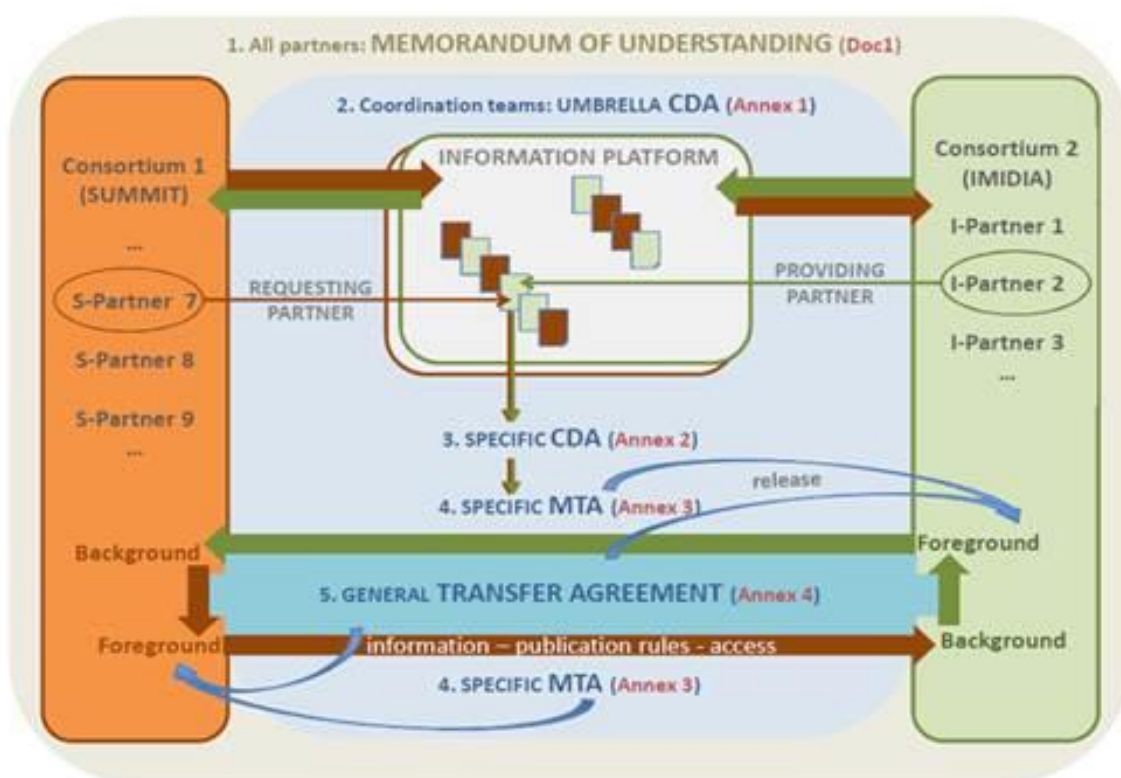 1. All partners: MEMORANDUM OF UNDERSTANDING (Doc1)
2. Coordination teams: UMBRELLA CDA (Annex 1)
INFORMATION PLATFORM
Consortium 1
(SUMMIT)
...
S-Partner 7
S-Partner 8
S-Partner 9
...
Consortium 2
(IMIDIA)
I-Partner 1
I-Partner 2
I-Partner 3
...
REQUESTING
PARTNER
PROVIDING
PARTNER
3. SPECIFIC CDA (Annex 2)
release
4. SPECIFIC MTA (Annex 3)
Background
Foreground
5. GENERAL TRANSFER AGREEMENT (Annex 4)
Foreground
information – publication rules - access
Background
4. SPECIFIC MTA (Annex 3)